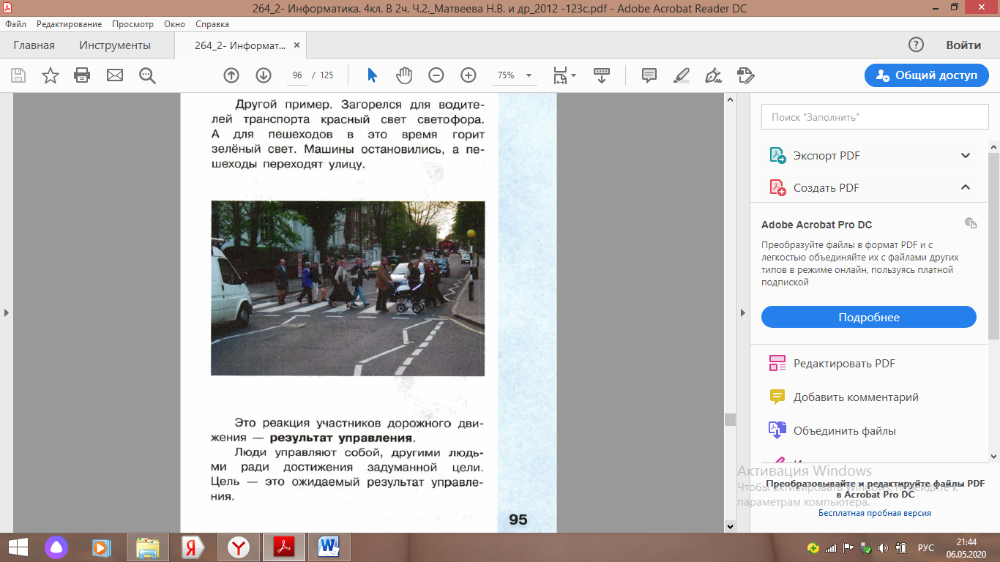 264_2- Информатика. 4кл. В 2ч. Ч.2._Матвеева Н.В. и др_2012 -123с.pdf - Adobe Acrobat Reader DC
Файл Редактирование Просмотр Окно Справка
Главная Инструменты 264_2- Информат... × Войти
96 / 125 75% Общий доступ
Другой пример. Загорелся для водите-
лей транспорта красный свет светофора.
А для пешеходов в это время горит
зелёный свет. Машины остановились, а пе-
шеходы переходят улицу.
Это реакция участников дорожного дви-
жения — результат управления.
Люди управляют собой, другими людь-
ми ради достижения задуманной цели.
Цель — это ожидаемый результат управле-
ния.
95
Поиск "Заполнить"
Экспорт PDF
Создать PDF
Adobe Acrobat Pro DC
Преобразуйте файлы в формат PDF и с
легкостью объединяйте их с файлами других
типов в режиме онлайн, пользуясь платной
подпиской
Подробнее
Редактировать PDF
Добавить комментарий
Объединить файлы
Активация Windows
Чтобы активировать Windows, перейдите к
параметрам компьютера.
Преобразовывайте и редактируйте файлы PDF
в Acrobat Pro DC
Бесплатная пробная версия
РУС
21:44
06.05.2020